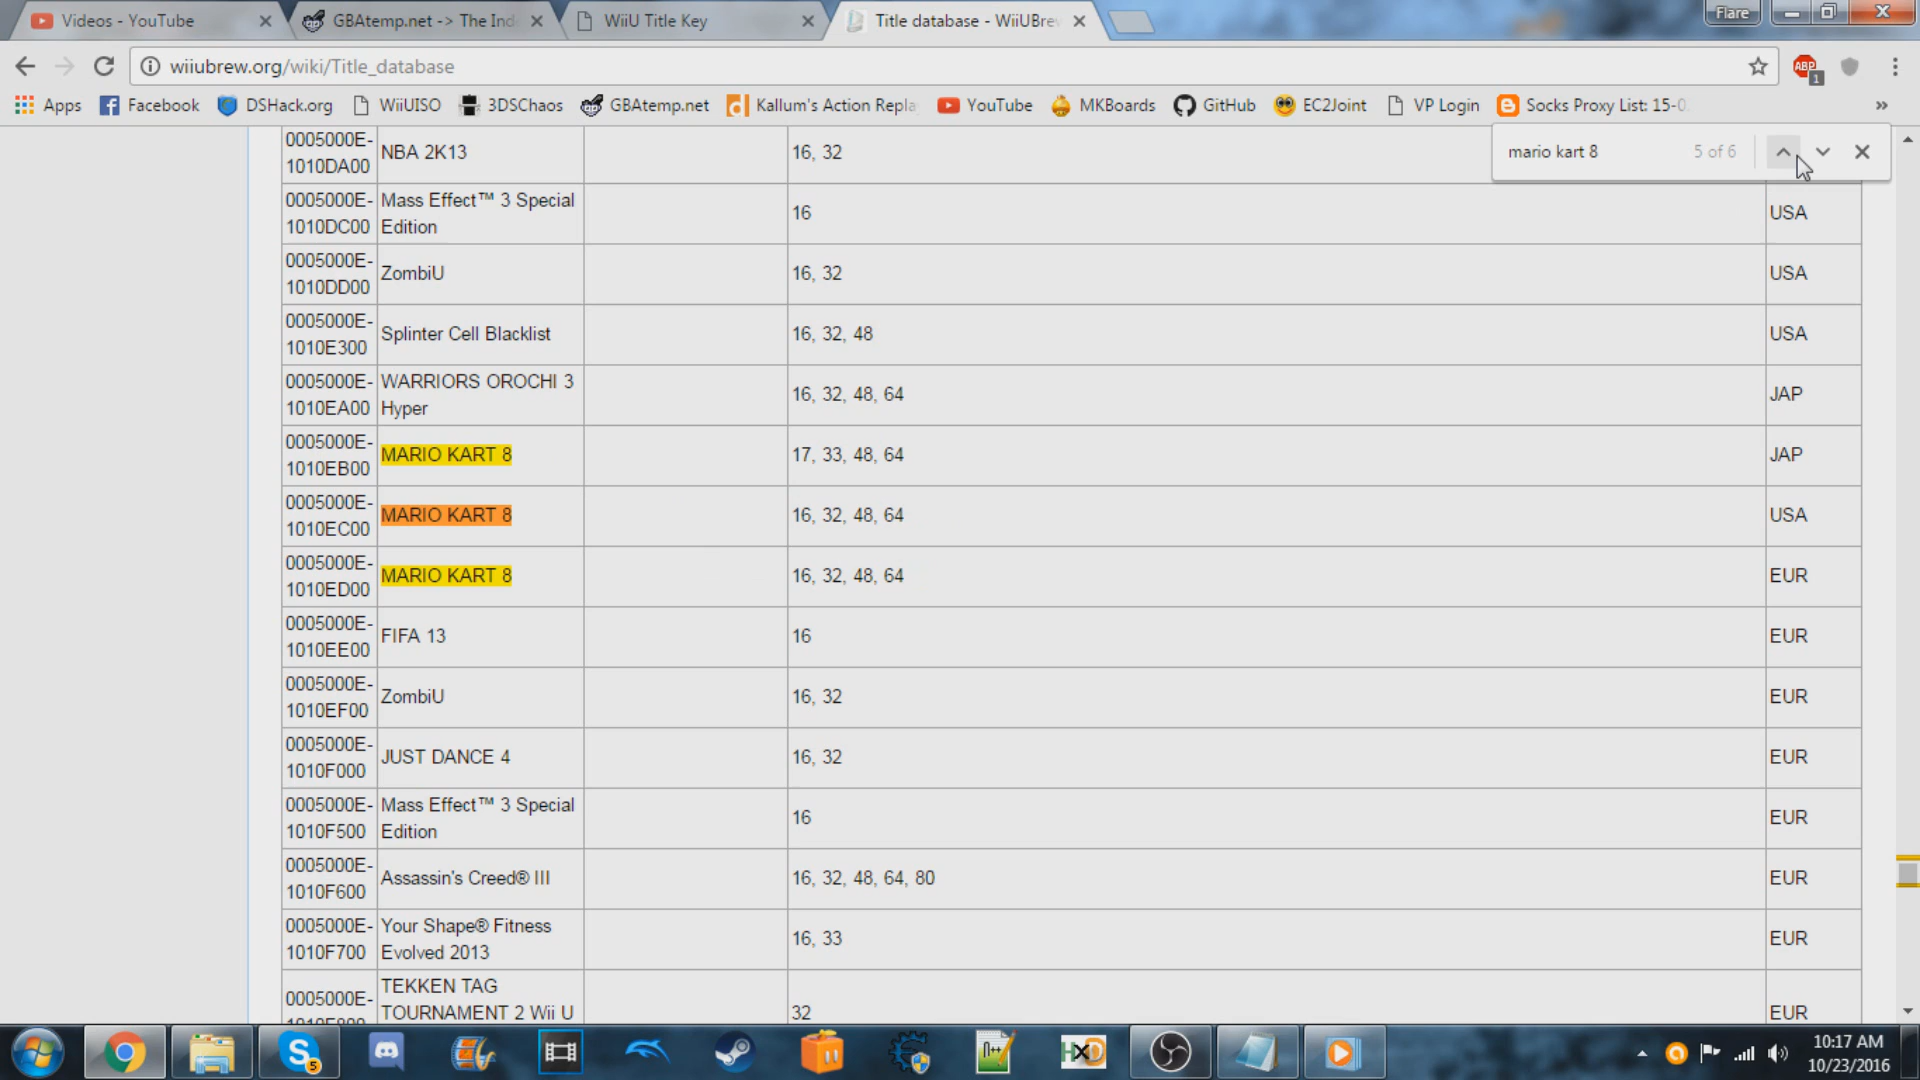 Videos - YouTube
GBAtemp.net -> The Ind
WiiU Title Key
Title database - WiiUBre
Flare
wiiubrew.org/wiki/Title_database
ABP
1
Apps
Facebook
DSHack.org
WiiUISO
3DSChaos
GBAtemp.net
Kallum's Action Repla
YouTube
MKBoards
GitHub
EC2Joint
VP Login
Socks Proxy List: 15-0
»
mario kart 8
5 of 6
0005000E-
1010DA00
NBA 2K13
16, 32
0005000E-
1010DC00
Mass Effect™ 3 Special
Edition
16
USA
0005000E-
1010DD00
ZombiU
16, 32
USA
0005000E-
1010E300
Splinter Cell Blacklist
16, 32, 48
USA
0005000E-
1010EA00
WARRIORS OROCHI 3
Hyper
16, 32, 48, 64
JAP
0005000E-
1010EB00
MARIO KART 8
17, 33, 48, 64
JAP
0005000E-
1010EC00
MARIO KART 8
16, 32, 48, 64
USA
0005000E-
1010ED00
MARIO KART 8
16, 32, 48, 64
EUR
0005000E-
1010EE00
FIFA 13
16
EUR
0005000E-
1010EF00
ZombiU
16, 32
EUR
0005000E-
1010F000
JUST DANCE 4
16, 32
EUR
0005000E-
1010F500
Mass Effect™ 3 Special
Edition
16
EUR
0005000E-
1010F600
Assassin's Creed® III
16, 32, 48, 64, 80
EUR
0005000E-
1010F700
Your Shape® Fitness
Evolved 2013
16, 33
EUR
0005000E-
TEKKEN TAG
TOURNAMENT 2 Wii U
32
EUR
5
HXD
10:17 AM
10/23/2016